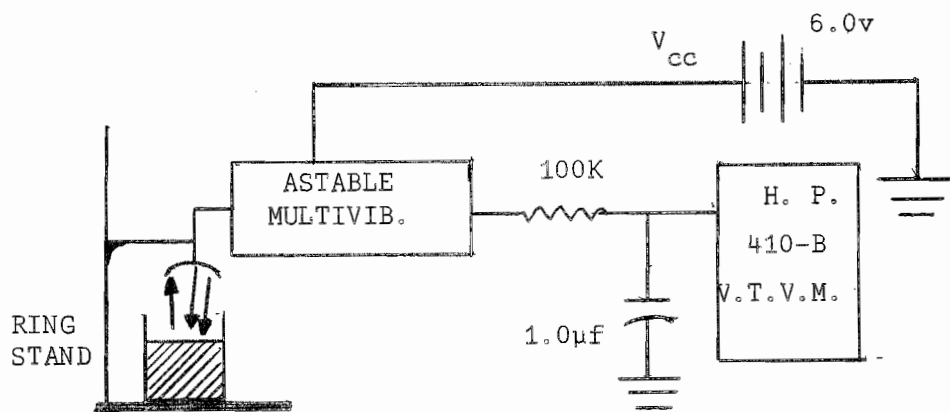 6.0v
V
cc
ASTABLE
MULTIVIB.
100K
H. P.
410-B
V.T.V.M.
1.0µf
RING
STAND